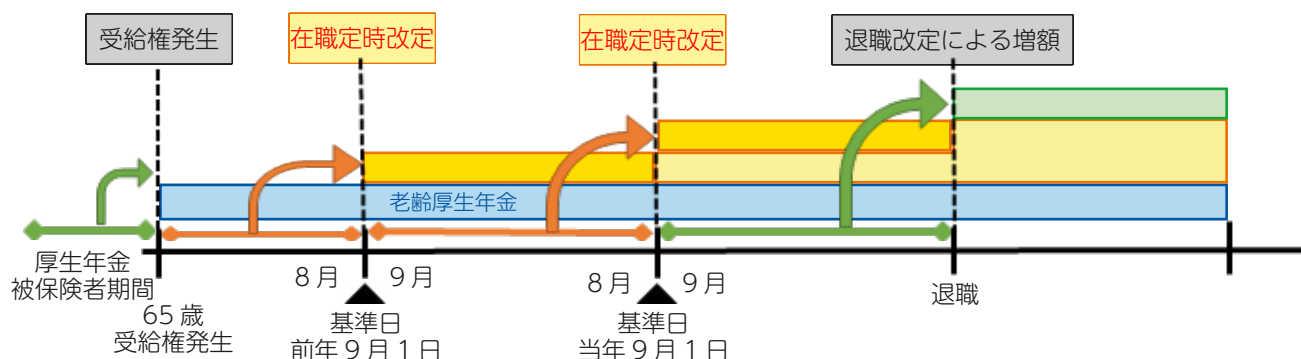 受給権発生
在職定時改定
在職定時改定
退職改定による増額
老齢厚生年金
厚生年金
被保険者期間
65歳
受給権発生
8月
9月
基準日
前年9月1日
8月
9月
基準日
当年9月1日
退職